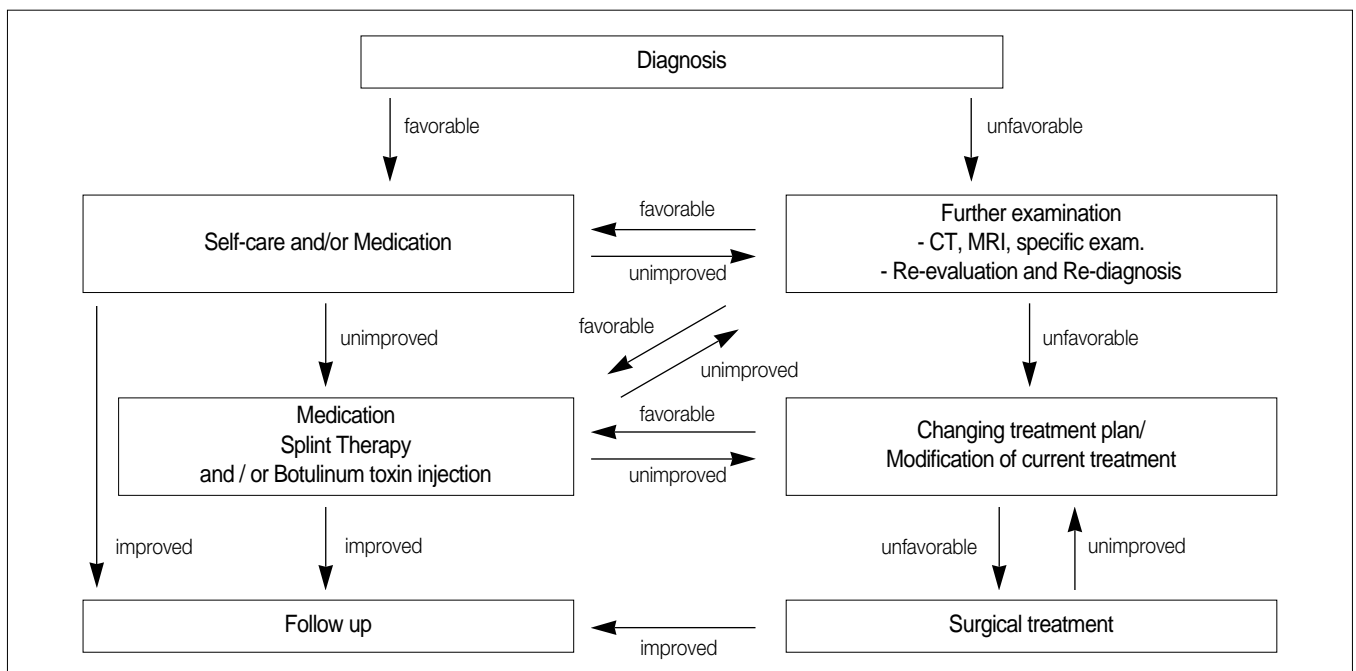 Diagnosis
favorable
unfavorable
Self-care and/or Medication
favorable
unimproved
Further examination
- CT, MRI, specific exam.
- Re-evaluation and Re-diagnosis
unimproved
favorable
unimproved
unfavorable
Medication
Splint Therapy
and / or Botulinum toxin injection
favorable
unimproved
Changing treatment plan/
Modification of current treatment
improved
improved
unfavorable
unimproved
Follow up
improved
Surgical treatment